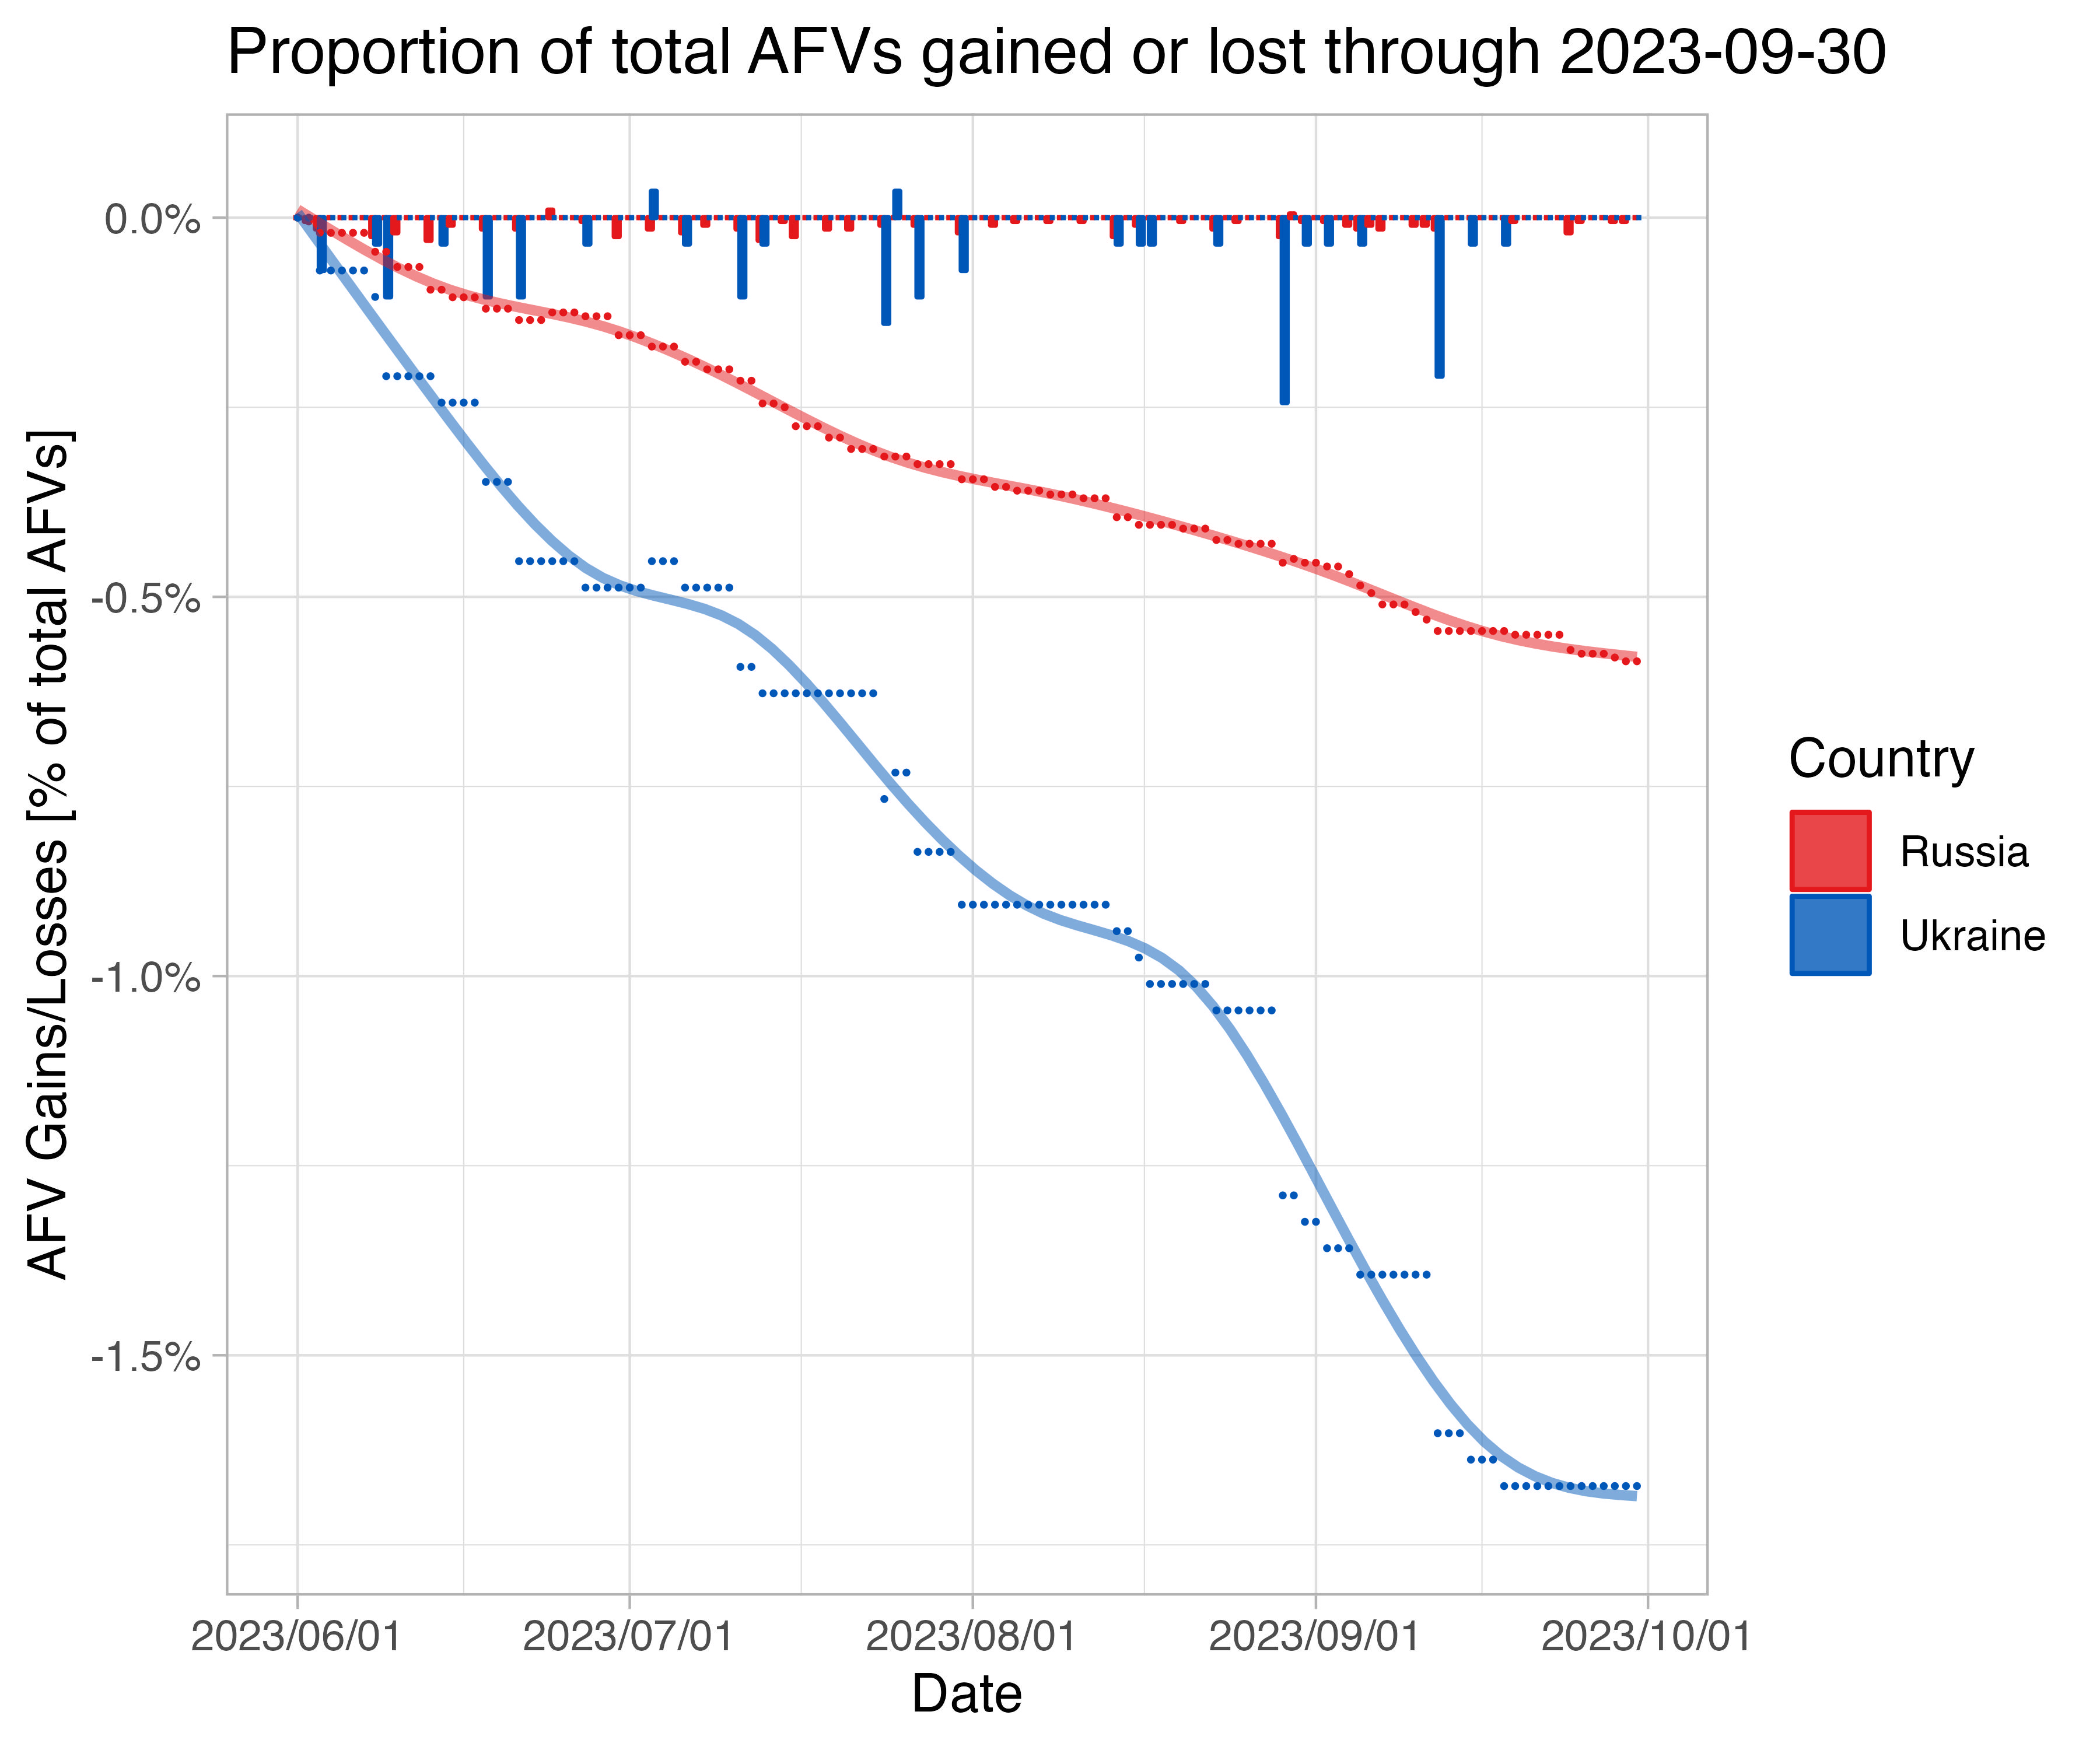 Proportion of total AFVs gained or lost through 2023-09-30
AFV Gains/Losses [% of total AFVs]
0.0%
-0.5%
-1.0%
-1.5%
2023/06/01
2023/07/01
2023/08/01
2023/09/01
2023/10/01
Date
Country
Russia
Ukraine